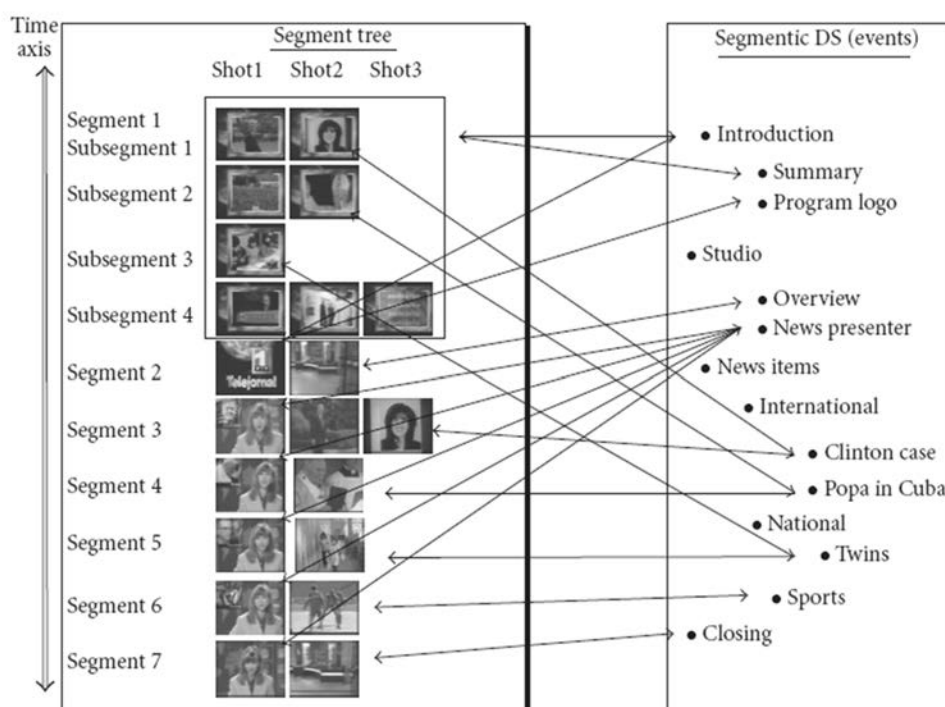 Time
axis
Segment tree
Shot1 Shot2 Shot3
Segment 1
Subsegment 1
Subsegment 2
Subsegment 3
Subsegment 4
Segment 2
Telejornal
Segment 3
Segment 4
Segment 5
Segment 6
Segment 7
Segmentic DS (events)
• Introduction
• Summary
• Program logo
• Studio
• Overview
• News presenter
• News items
• International
• Clinton case
• Popa in Cuba
• National
• Twins
• Sports
• Closing